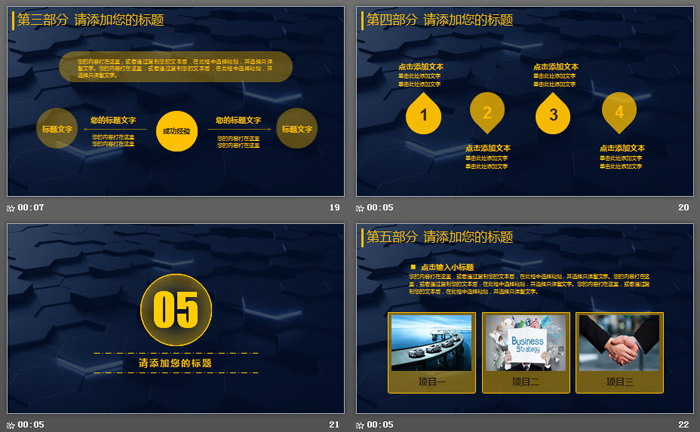 第三部分 请添加您的标题
您的内容打在这里，或者通过复制您的文本后，在此框中选择粘贴，并选择只保
留文字。您的内容打在这里，或者通过复制您的文本后，在此框中选择粘贴，并
选择只保留文字。
标题文字
您的标题文字
您的内容打在这里
您的内容打在这里
成功经验
您的标题文字
您的内容打在这里
您的内容打在这里
标题文字
00:07
19
第四部分 请添加您的标题
点击添加文本
单击此处添加文字
单击此处添加文字
点击添加文本
单击此处添加文字
单击此处添加文字
1
2
3
4
点击添加文本
单击此处添加文字
单击此处添加文字
点击添加文本
单击此处添加文字
单击此处添加文字
00:05
20
05
请添加您的标题
00:05
21
第五部分 请添加您的标题
■ 点击输入小标题
您的内容打在这里，或者通过复制您的文本后，在此框中选择粘贴，并选择只保留文字。您的内容打在这
里，或者通过复制您的文本后，在此框中选择粘贴，并选择只保留文字。您的内容打在这里，或者通过复
制您的文本后，在此框中选择粘贴，并选择只保留文字。
Business
Strategy
项目一
项目二
项目三
00:05
22